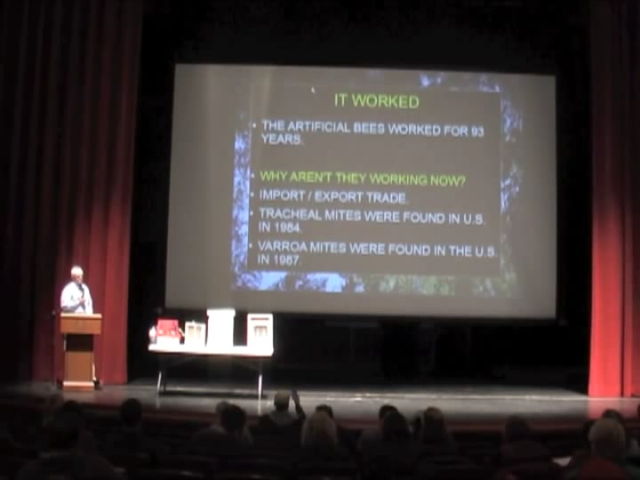 IT WORKED
• THE ARTIFICIAL BEES WORKED FOR 93
YEARS.
• WHY AREN'T THEY WORKING NOW?
• IMPORT / EXPORT TRADE.
• TRACHEAL MITES WERE FOUND IN U.S.
IN 1984.
• VARROA MITES WERE FOUND IN THE U.S.
IN 1987.